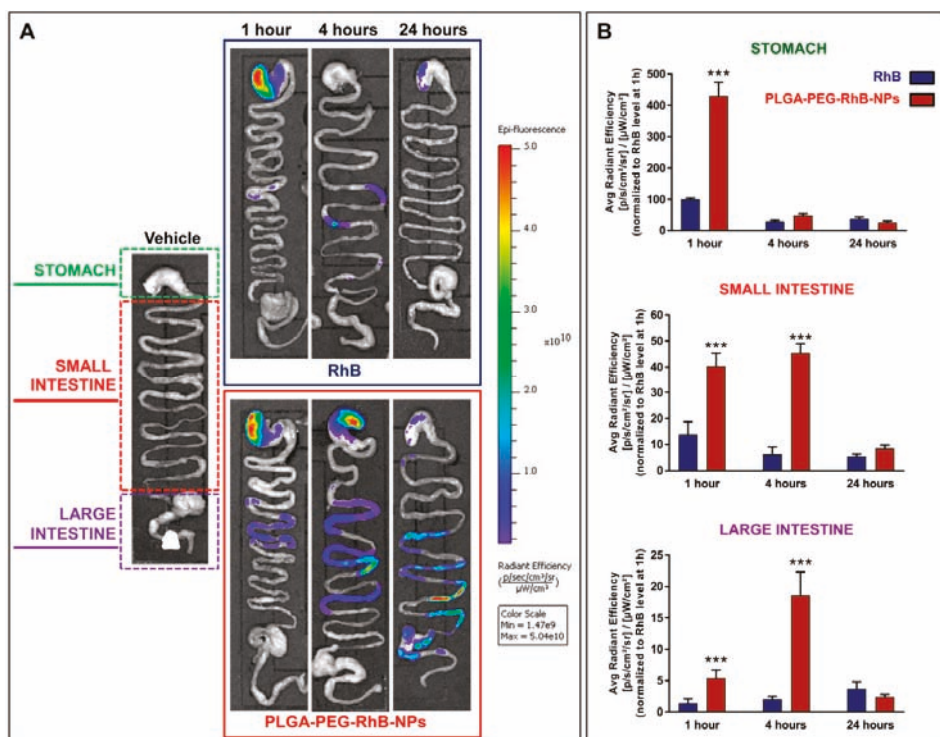 A
1 hour
4 hours
24 hours
Vehicle
STOMACH
SMALL
INTESTINE
LARGE
INTESTINE
RhB
PLGA-PEG-RhB-NPs
Epi-fluorescence
5.0
4.0
3.0
x10¹⁰
2.0
1.0
Radiant Efficiency
(p/sec/cm²/sr / µW/cm²)
Color Scale
Min = 1.47e9
Max = 5.04e10
B
STOMACH
Avg Radiant Efficiency
[p/s/cm²/sr] / [µW/cm²]
(normalized to RhB level at 1h)
500
400
300
200
100
0
***
RhB
PLGA-PEG-RhB-NPs
1 hour
4 hours
24 hours
SMALL INTESTINE
Avg Radiant Efficiency
[p/s/cm²/sr] / [µW/cm²]
(normalized to RhB level at 1h)
60
50
40
30
20
10
0
***
***
1 hour
4 hours
24 hours
LARGE INTESTINE
Avg Radiant Efficiency
[p/s/cm²/sr] / [µW/cm²]
(normalized to RhB level at 1h)
25
20
15
10
5
0
***
***
1 hour
4 hours
24 hours